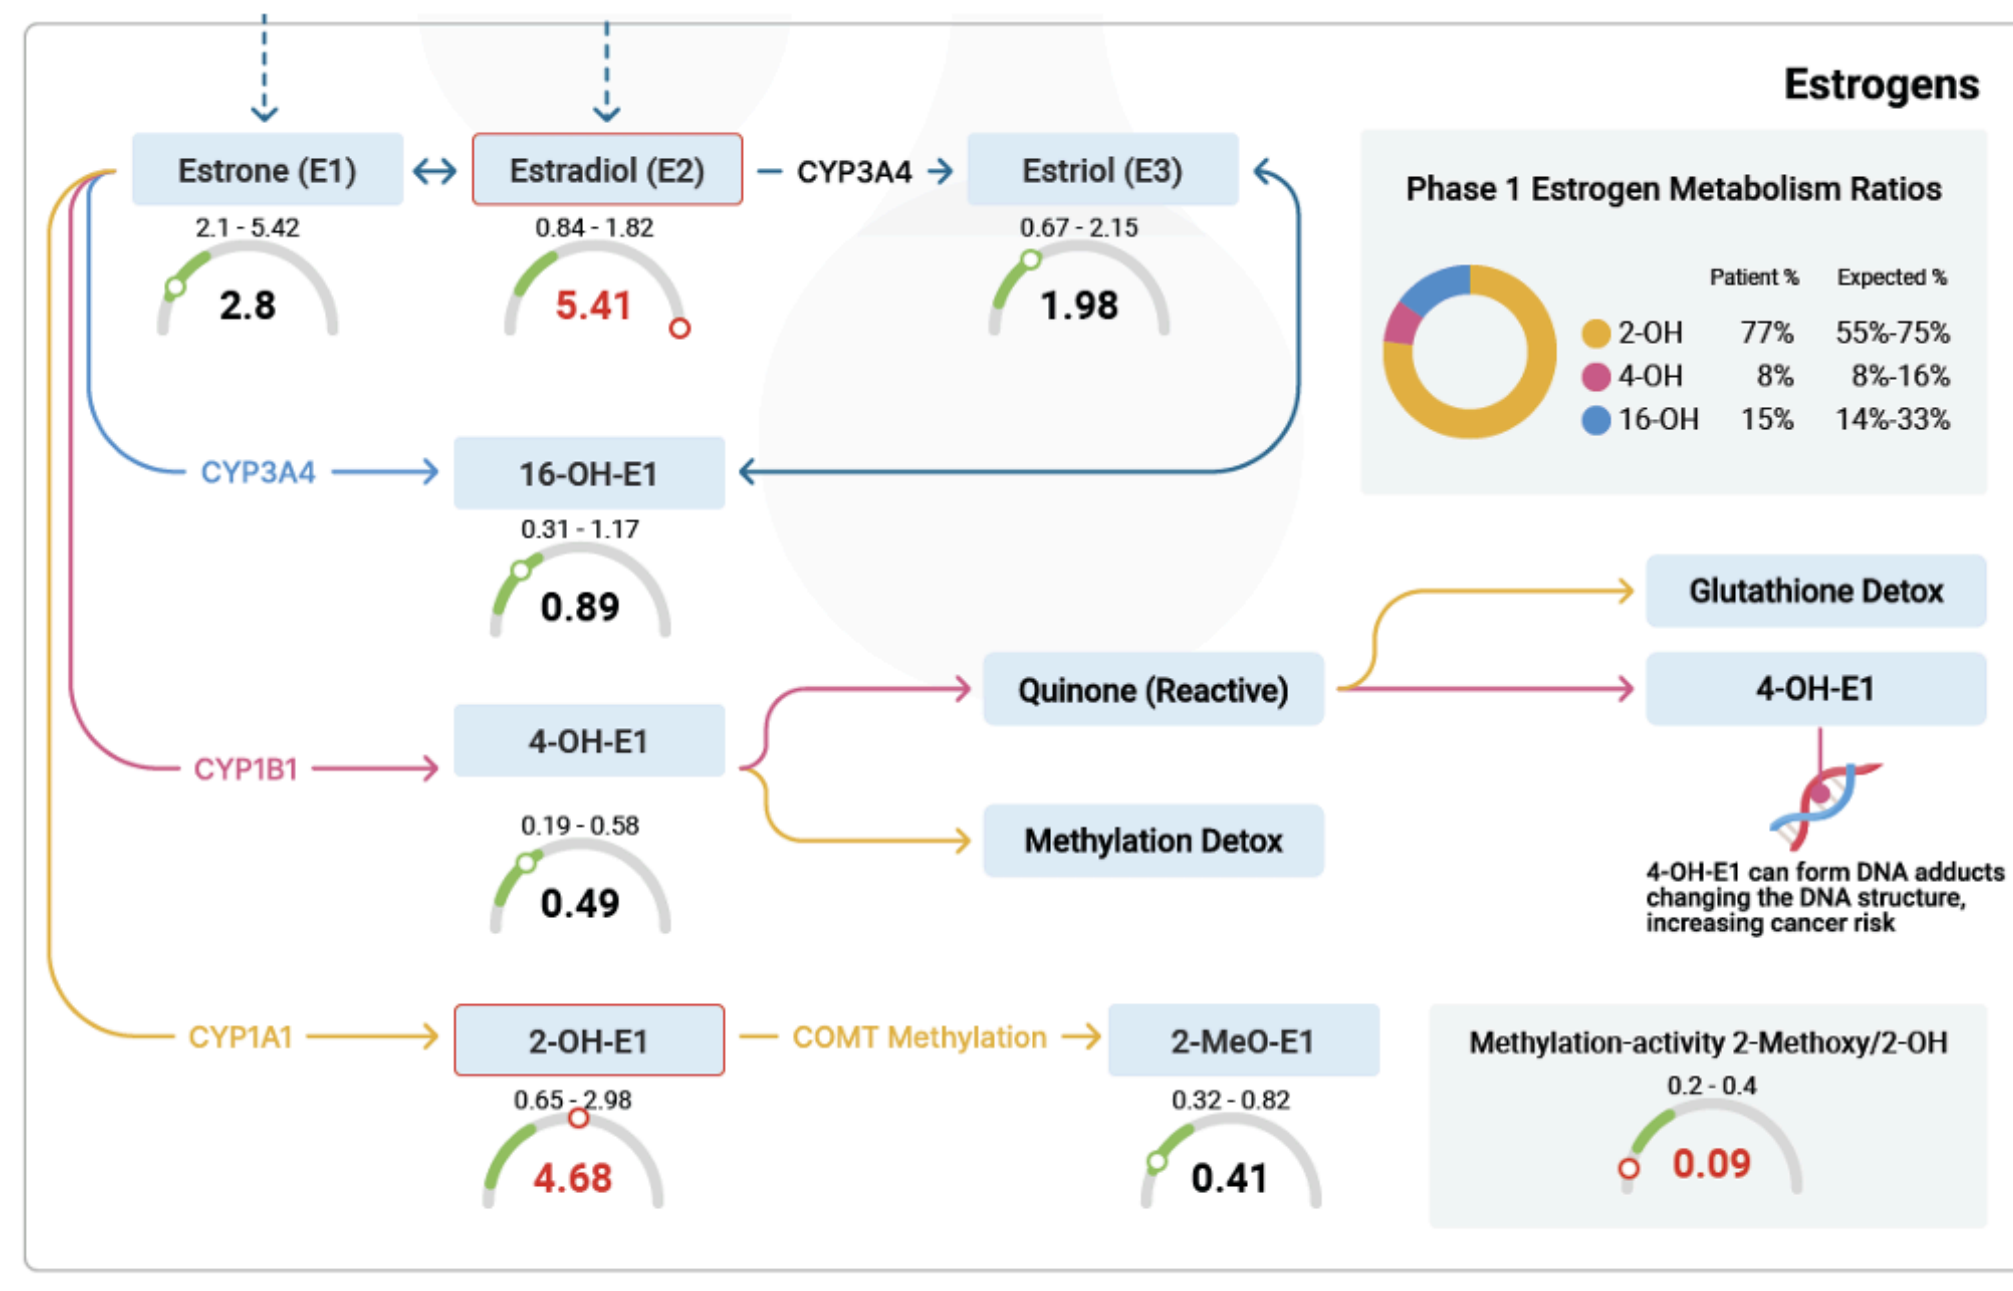 Estrogens
Estrone (E1)
Estradiol (E2)
CYP3A4
Estriol (E3)
2.1 - 5.42
2.8
0.84 - 1.82
5.41
0.67 - 2.15
1.98
Phase 1 Estrogen Metabolism Ratios
Patient % Expected %
2-OH 77% 55%-75%
4-OH 8% 8%-16%
16-OH 15% 14%-33%
CYP3A4
16-OH-E1
0.31 - 1.17
0.89
Glutathione Detox
Quinone (Reactive)
4-OH-E1
CYP1B1
4-OH-E1
0.19 - 0.58
0.49
Methylation Detox
4-OH-E1 can form DNA adducts
changing the DNA structure,
increasing cancer risk
CYP1A1
2-OH-E1
COMT Methylation
2-MeO-E1
0.65 - 2.98
4.68
0.32 - 0.82
0.41
Methylation-activity 2-Methoxy/2-OH
0.2 - 0.4
0.09